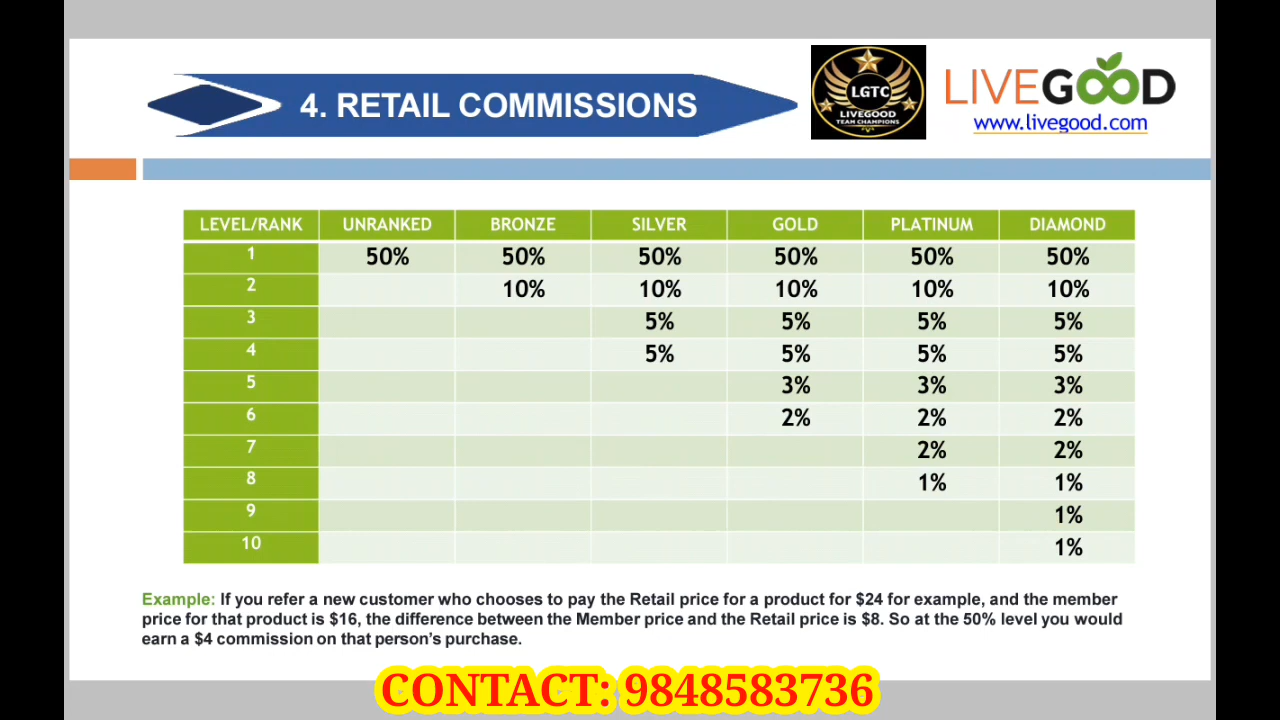 4. RETAIL COMMISSIONS
LGTC
LIVEGOOD
TEAM CHAMPIONS
LIVEGOOD
www.livegood.com
LEVEL/RANK UNRANKED BRONZE SILVER GOLD PLATINUM DIAMOND
1 50% 50% 50% 50% 50% 50%
2 10% 10% 10% 10% 10%
3 5% 5% 5% 5%
4 5% 5% 5% 5%
5 3% 3% 3%
6 2% 2% 2%
7 2% 2%
8 1% 1%
9 1%
10 1%
Example: If you refer a new customer who chooses to pay the Retail price for a product for $24 for example, and the member
price for that product is $16, the difference between the Member price and the Retail price is $8. So at the 50% level you would
earn a $4 commission on that person's purchase.
CONTACT: 9848583736